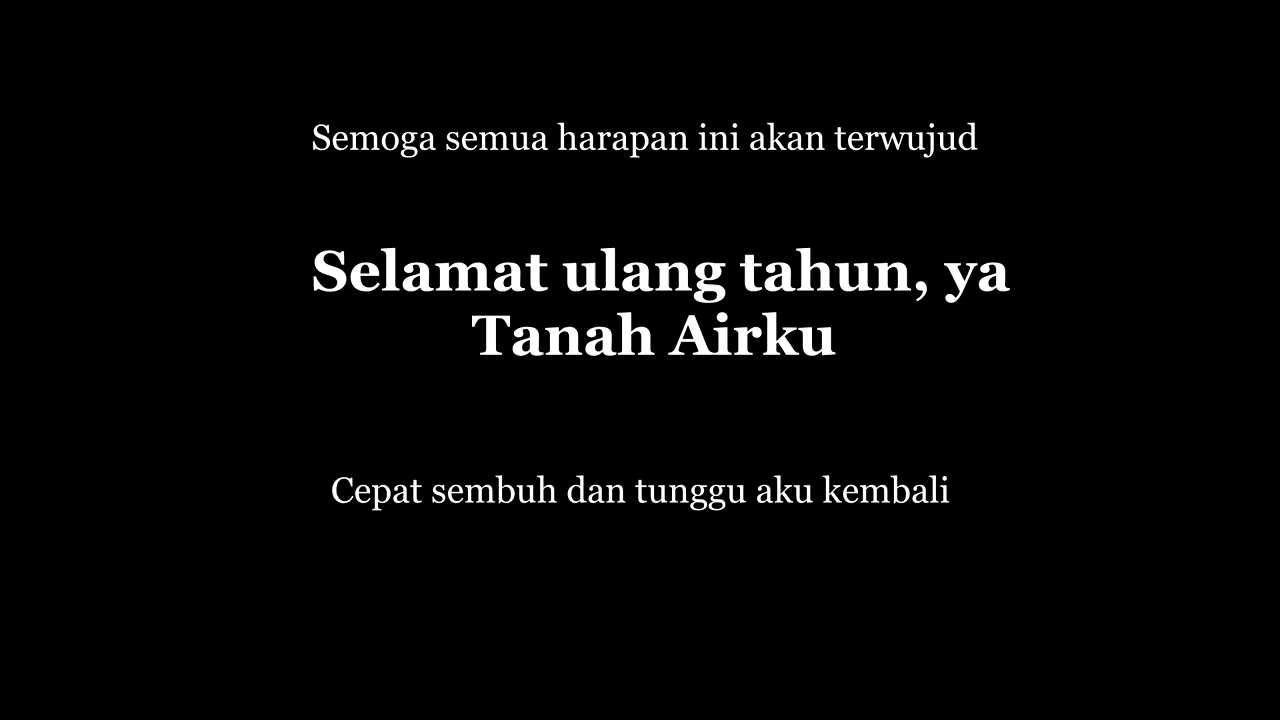 Semoga semua harapan ini akan terwujud
Selamat ulang tahun, ya
Tanah Airku
Cepat sembuh dan tunggu aku kembali